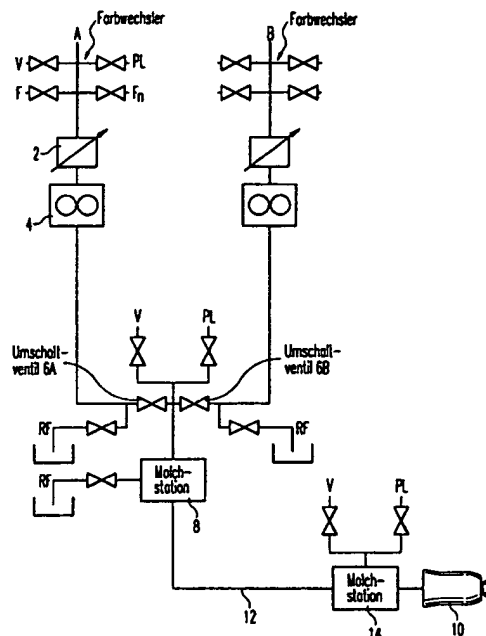 Farbwechsler
Farbwechsler
A
B
V
PL
F
Fn
2
4
V
PL
Umschalt-
ventil 6A
Umschalt-
ventil 6B
RF
RF
RF
Molch-
station
8
V
PL
Molch-
station
12
14
10